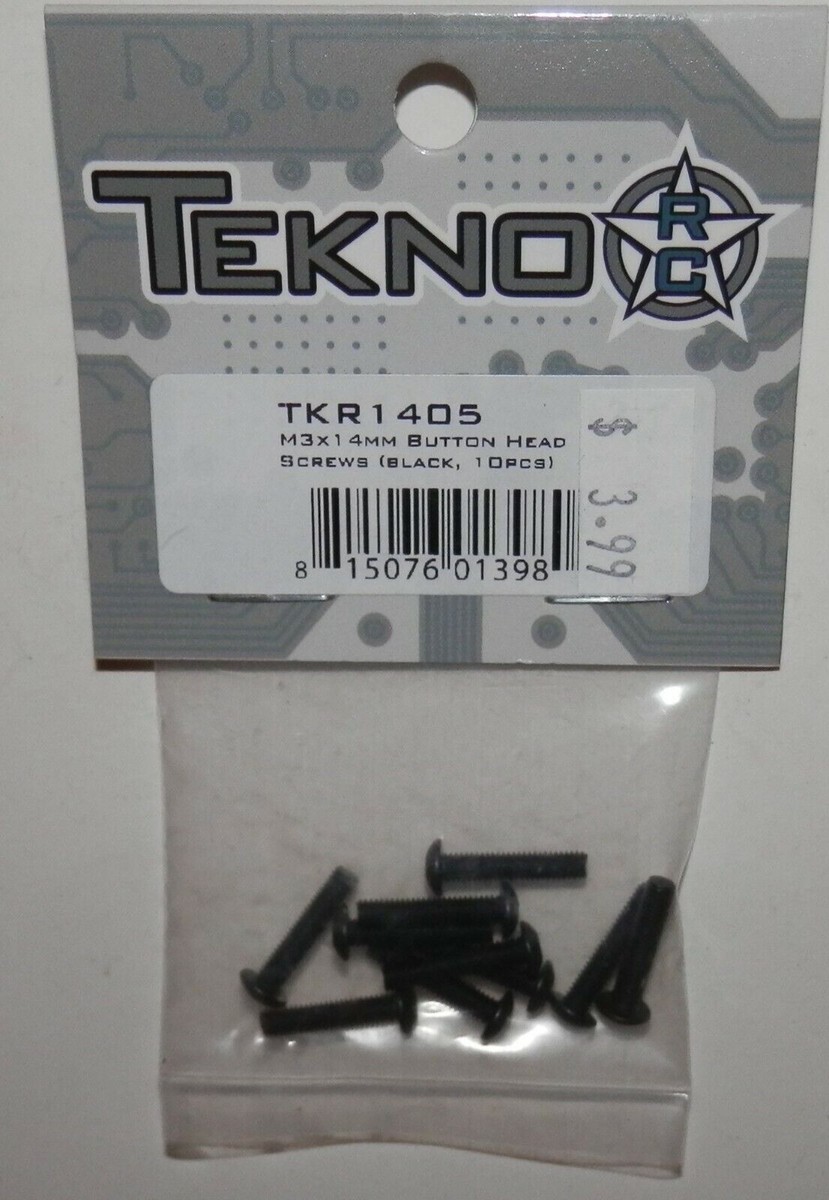 TEKNO RC
TKR1405
M3x14MM BUTTON HEAD
SCREWS (BLACK, 10PCS)
8 15076 01398
$ 3.99